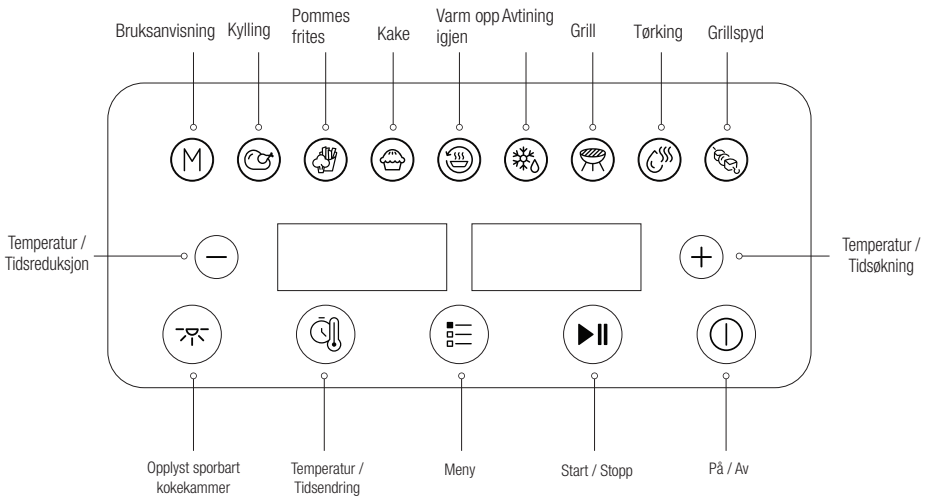 Bruksanvisning
Kylling
Pommes
frites
Kake
Varm opp
igjen
Avtining
Grill
Tørking
Grillspyd
M
Temperatur /
Tidsreduksjon
Temperatur /
Tidsøkning
Opplyst sporbart
kokekammer
Temperatur /
Tidsendring
Meny
Start / Stopp
På / Av